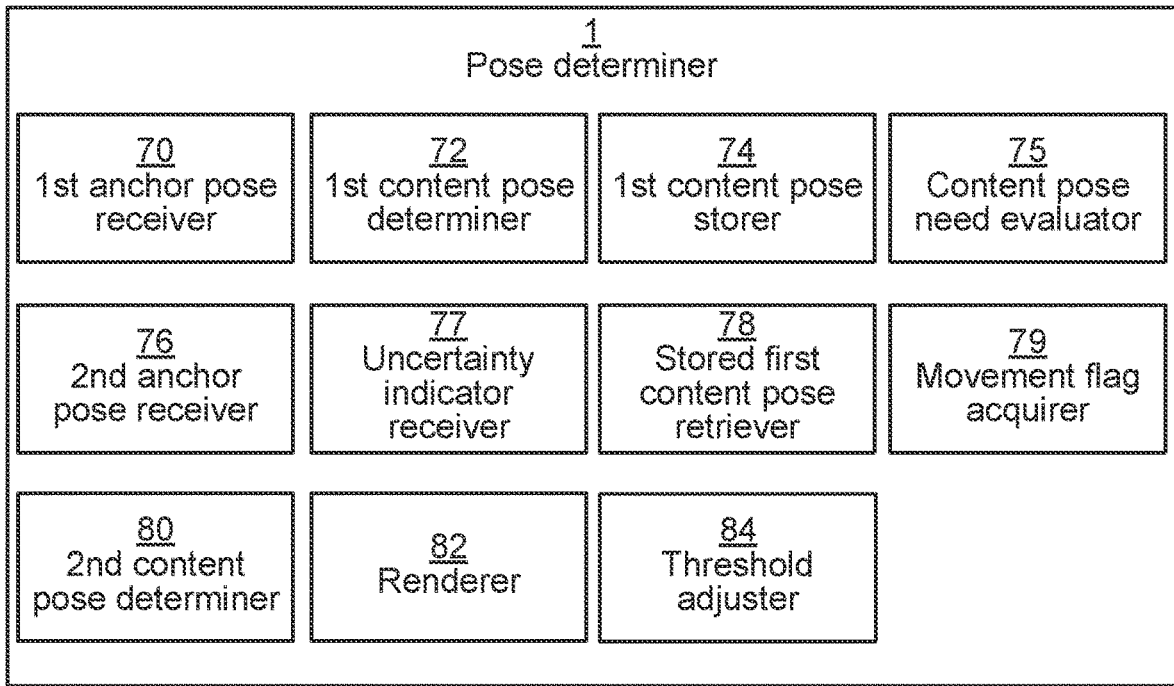 1
Pose determiner
70
1st anchor pose
receiver
72
1st content pose
determiner
74
1st content pose
storer
75
Content pose
need evaluator
76
2nd anchor
pose receiver
77
Uncertainty
indicator
receiver
78
Stored first
content pose
retriever
79
Movement flag
acquirer
80
2nd content
pose determiner
82
Renderer
84
Threshold
adjuster